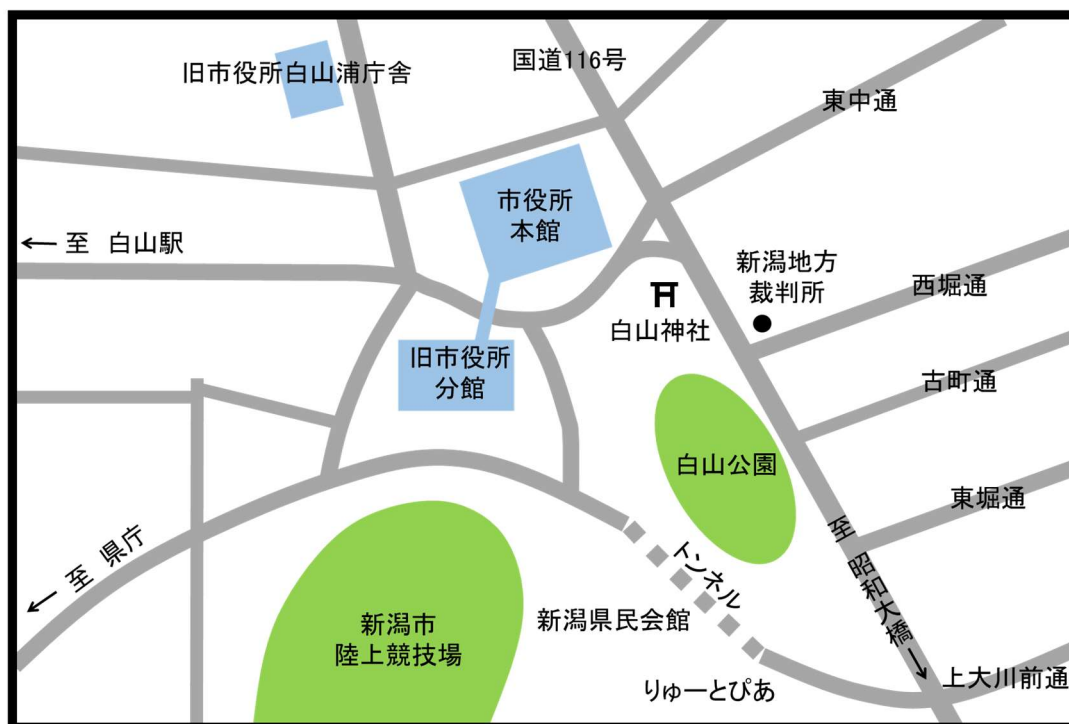 国道116号
旧市役所白山浦庁舎
東中通
市役所
本館
← 至 白山駅
新潟地方
裁判所
西堀通
白山神社
旧市役所
分館
古町通
白山公園
東堀通
至 昭和大橋 →
トンネル
← 至 県庁
新潟県民会館
新潟市
陸上競技場
りゅーとぴあ
上大川前通